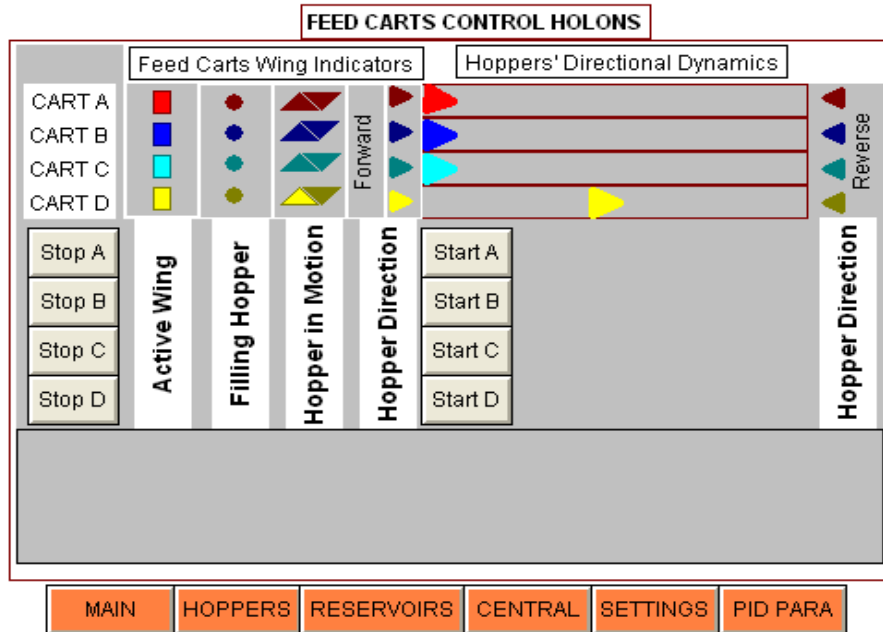 FEED CARTS CONTROL HOLONS
Feed Carts Wing Indicators
Hoppers' Directional Dynamics
CART A
CART B
CART C
CART D
Forward
Reverse
Stop A
Stop B
Stop C
Stop D
Active Wing
Filling Hopper
Hopper in Motion
Hopper Direction
Start A
Start B
Start C
Start D
Hopper Direction
MAIN
HOPPERS
RESERVOIRS
CENTRAL
SETTINGS
PID PARA